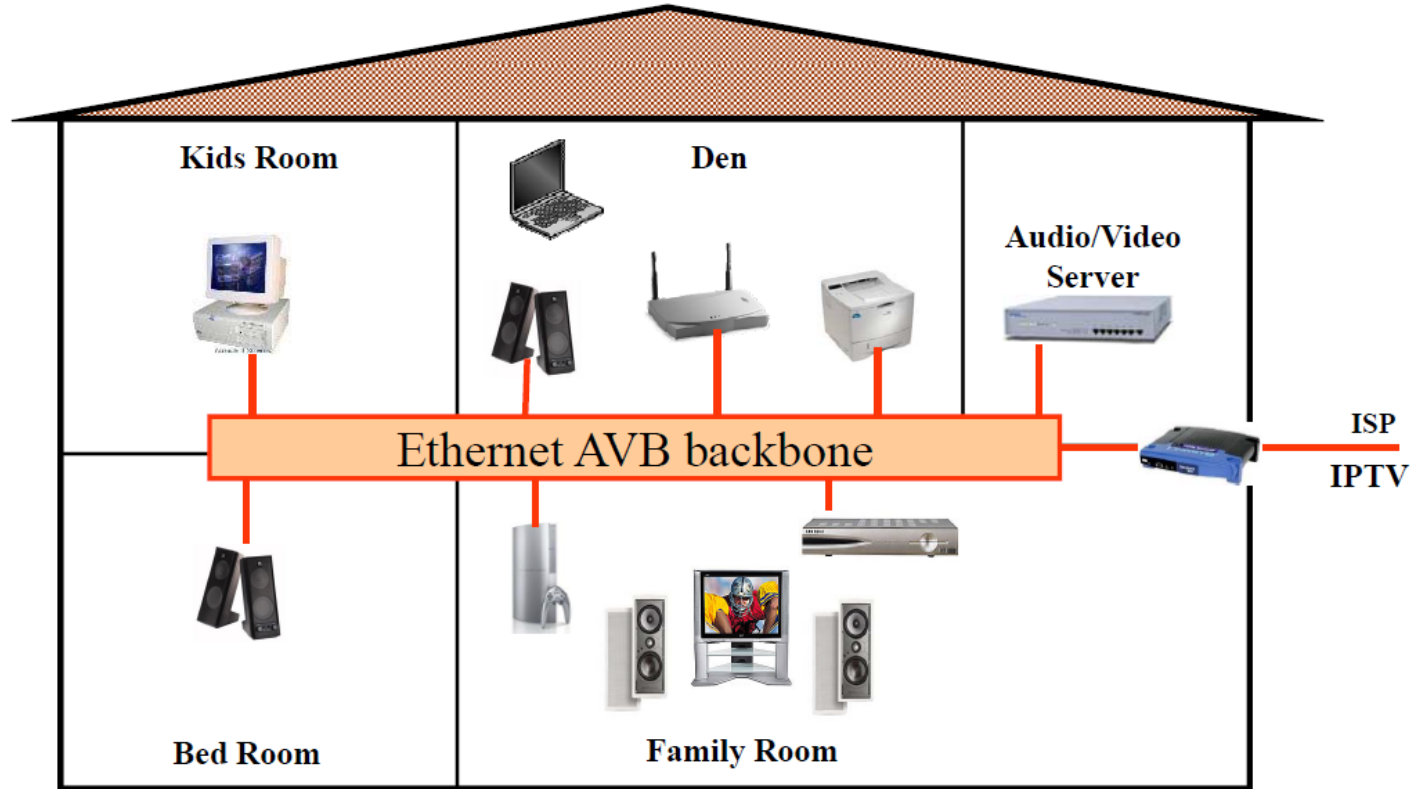 Kids Room
Den
Audio/Video
Server
Ethernet AVB backbone
ISP
IPTV
Bed Room
Family Room